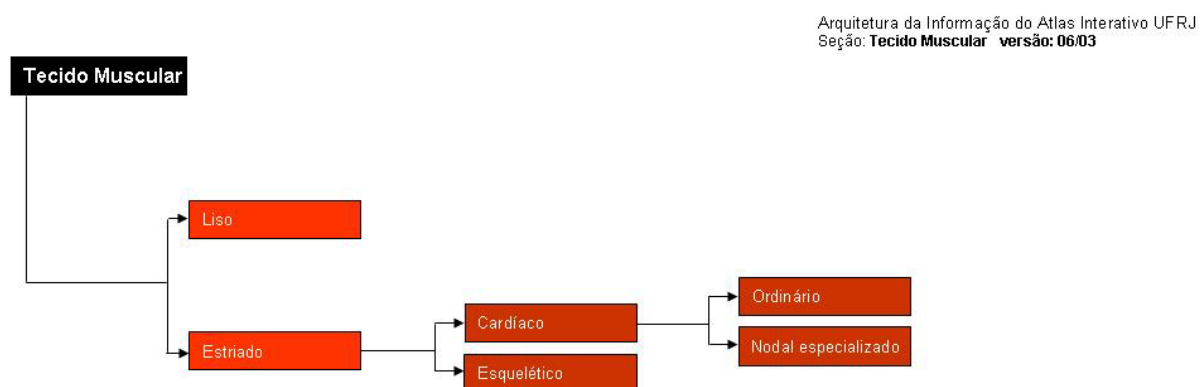 Arquitetura da Informação do Atlas Interativo UFRJ
Seção: Tecido Muscular versão: 06/03
Tecido Muscular
Liso
Estriado
Cardíaco
Esquelético
Ordinário
Nodal especializado